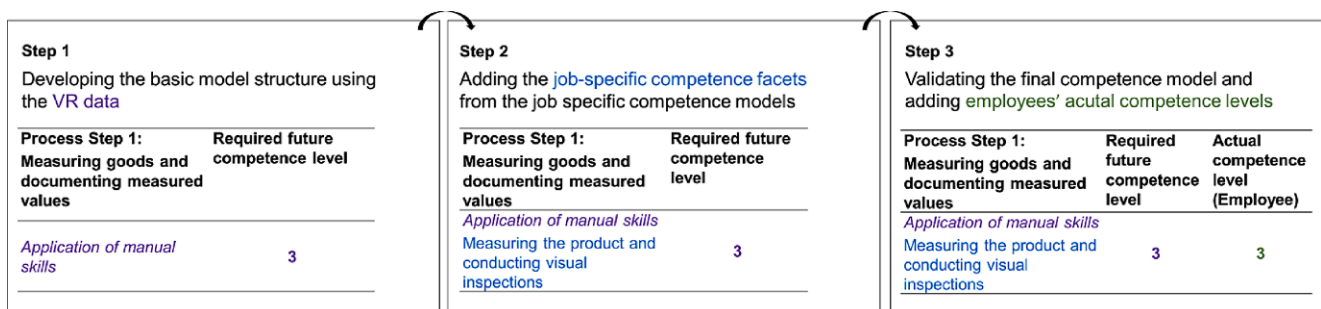 Step 1
Developing the basic model structure using
the VR data
Process Step 1: Required future
Measuring goods and competence level
documenting measured
values
Application of manual
skills
3
Step 2
Adding the job-specific competence facets
from the job specific competence models
Process Step 1: Required future
Measuring goods and competence
documenting measured level
values
Application of manual skills
Measuring the product and
conducting visual
inspections
3
Step 3
Validating the final competence model and
adding employees' acutal competence levels
Process Step 1: Required Actual
Measuring goods and future competence
documenting measured competence level
values level (Employee)
Application of manual skills
Measuring the product and
conducting visual
inspections
3 3